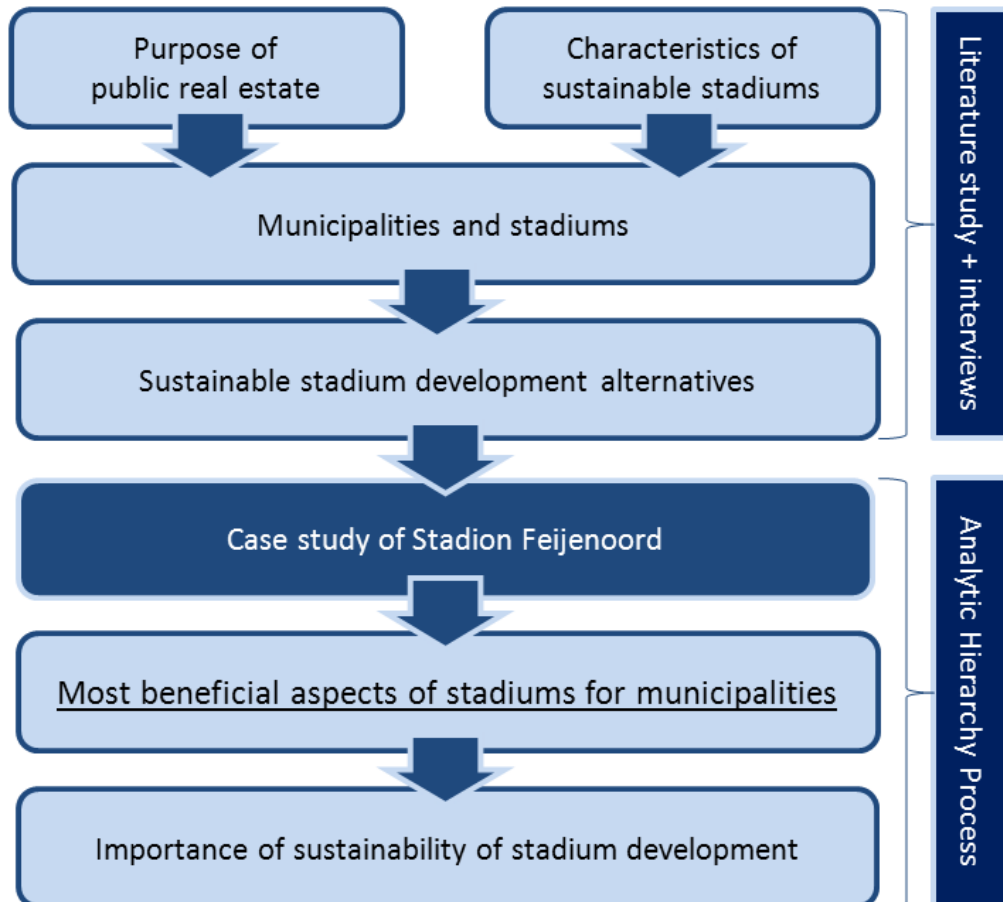 Purpose of
public real estate
Characteristics of
sustainable stadiums
Municipalities and stadiums
Sustainable stadium development alternatives
Literature study + interviews
Case study of Stadion Feijenoord
Most beneficial aspects of stadiums for municipalities
Importance of sustainability of stadium development
Analytic Hierarchy Process